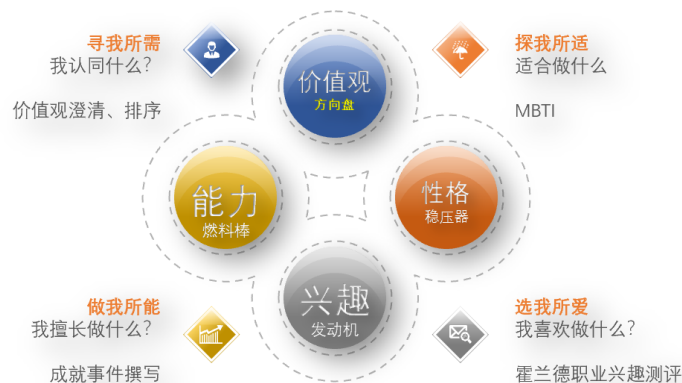 寻我所需
我认同什么?
价值观澄清、排序
价值观
方向盘
探我所适
适合做什么
MBTI
能力
燃料棒
性格
稳压器
兴趣
发动机
做我所能
我擅长做什么?
成就事件撰写
选我所爱
我喜欢做什么?
霍兰德职业兴趣测评